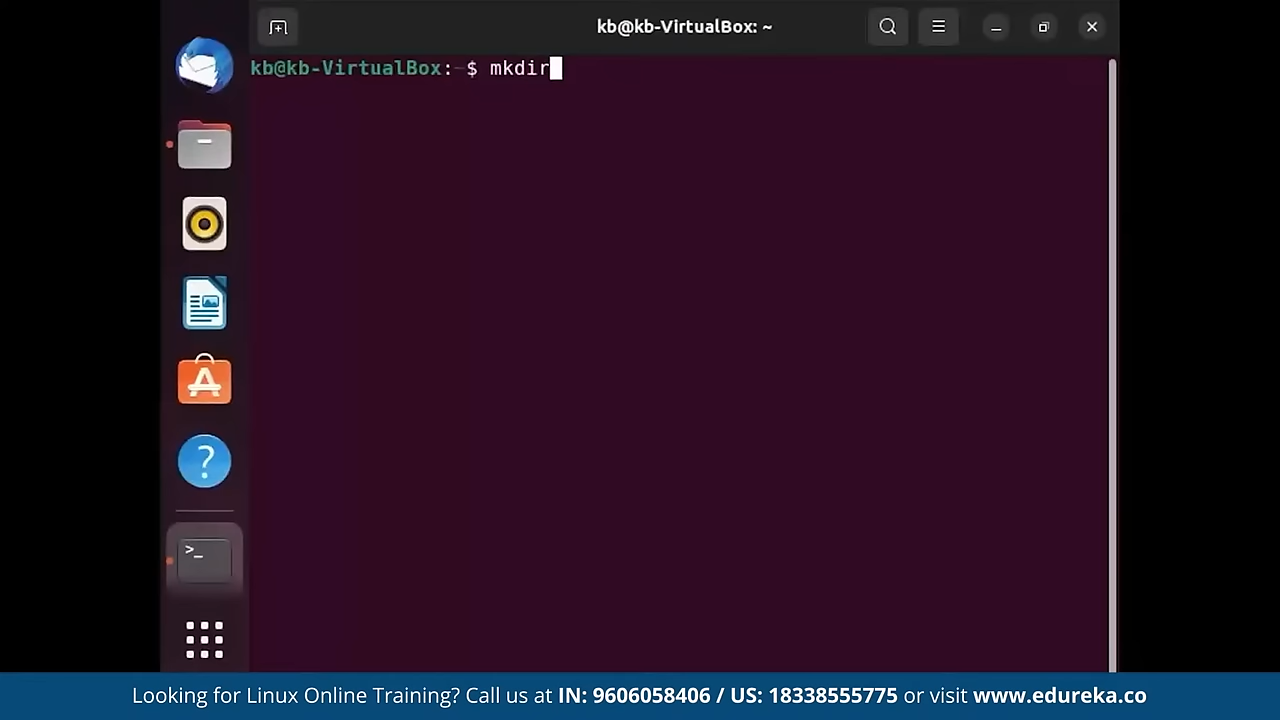 kb@kb-VirtualBox: ~
kb@kb-VirtualBox:~$ mkdir
>_
?
Looking for Linux Online Training? Call us at IN: 9606058406 / US: 18338555775 or visit www.edureka.co